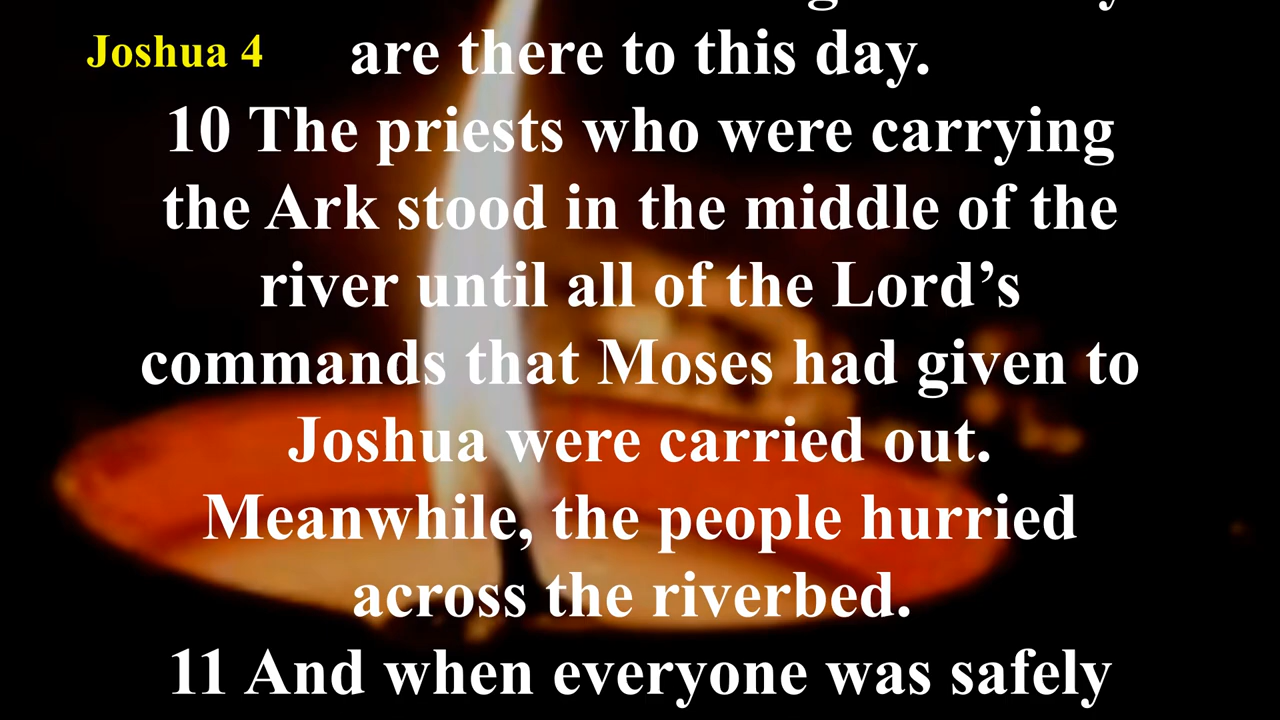 Joshua 4
are there to this day.
10 The priests who were carrying
the Ark stood in the middle of the
river until all of the Lord’s
commands that Moses had given to
Joshua were carried out.
Meanwhile, the people hurried
across the riverbed.
11 And when everyone was safely